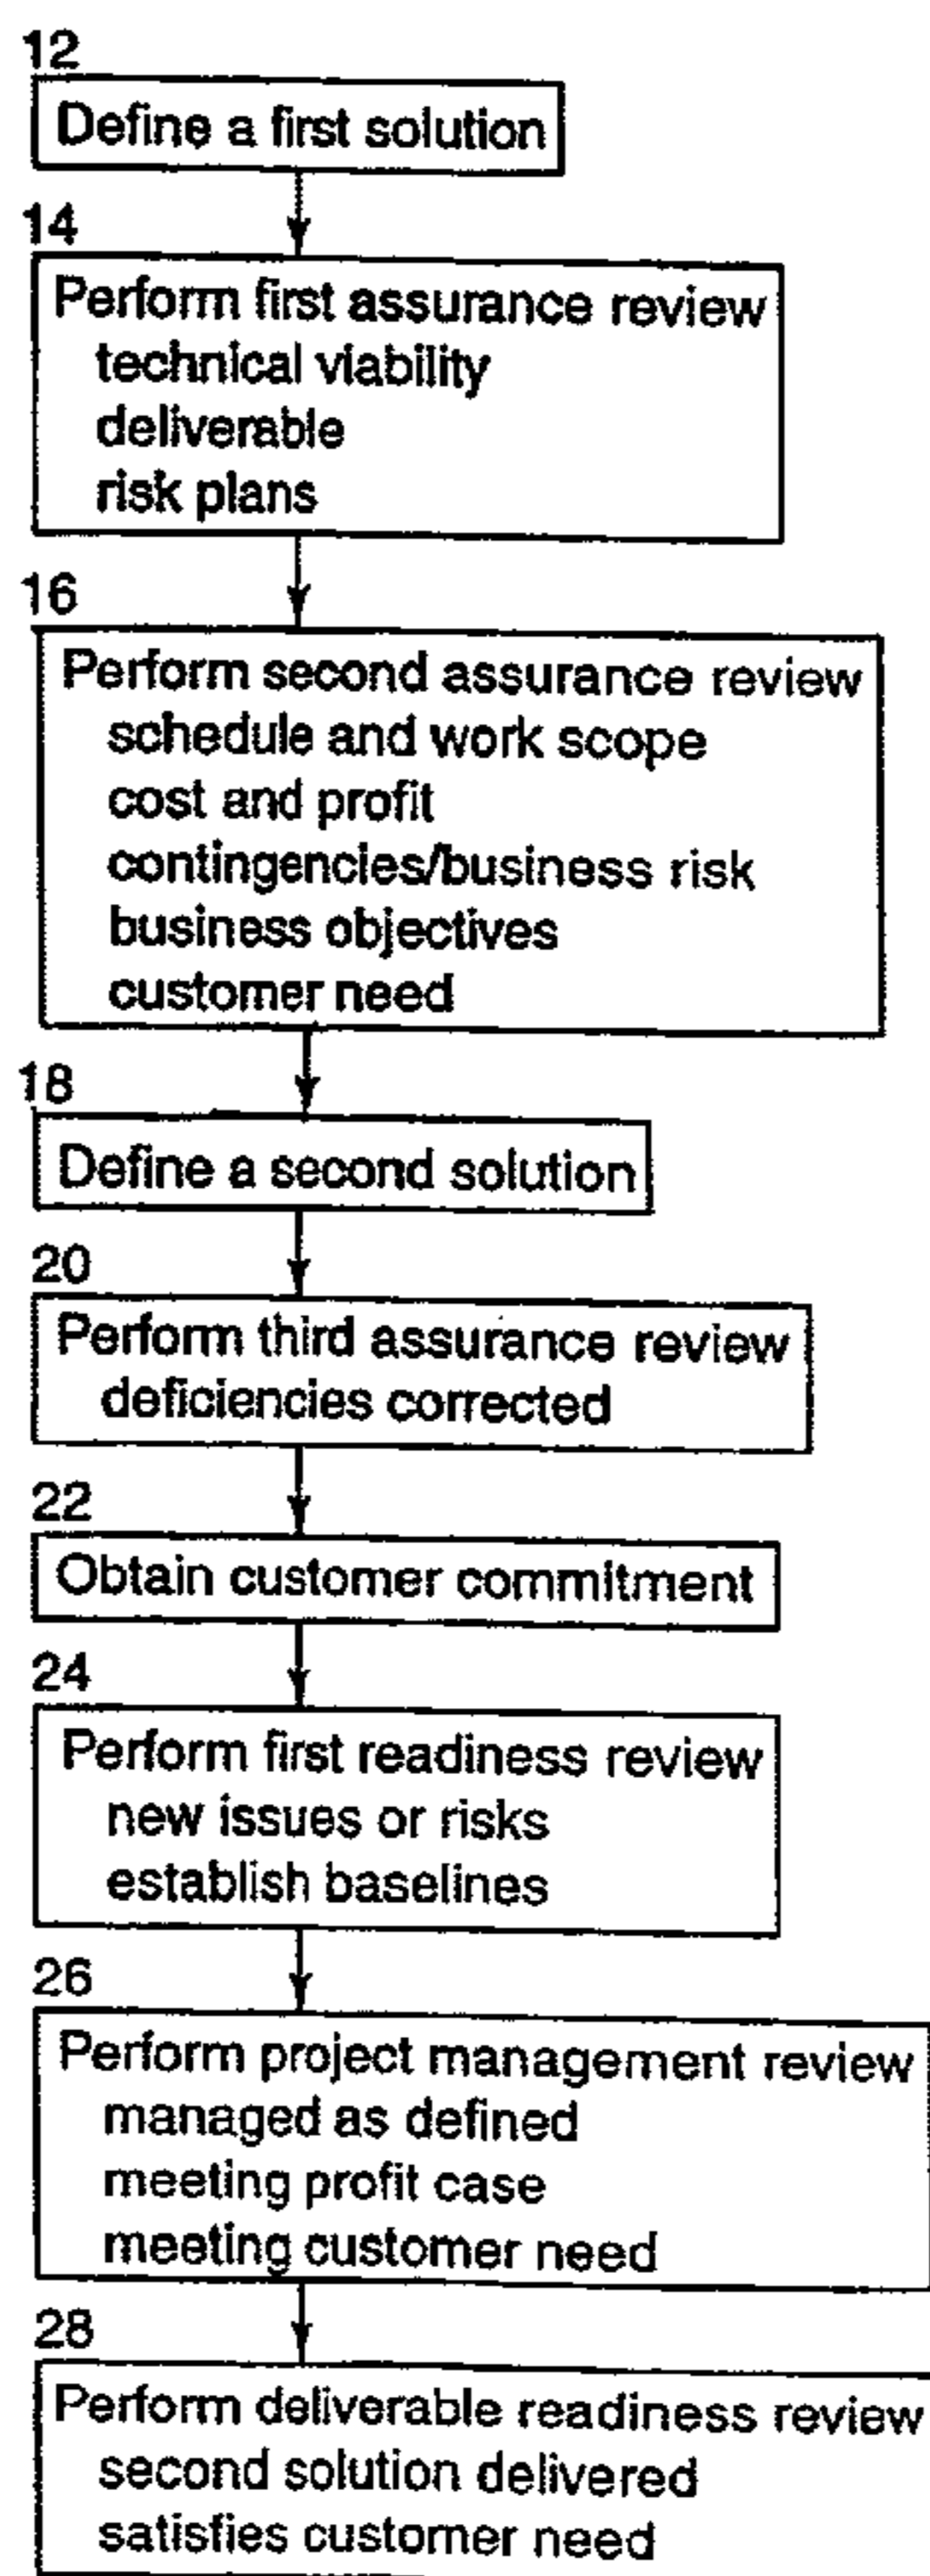 12
Define a first solution
14
Perform first assurance review
technical viability
deliverable
risk plans
16
Perform second assurance review
schedule and work scope
cost and profit
contingencies/business risk
business objectives
customer need
18
Define a second solution
20
Perform third assurance review
deficiencies corrected
22
Obtain customer commitment
24
Perform first readiness review
new issues or risks
establish baselines
26
Perform project management review
managed as defined
meeting profit case
meeting customer need
28
Perform deliverable readiness review
second solution delivered
satisfies customer need